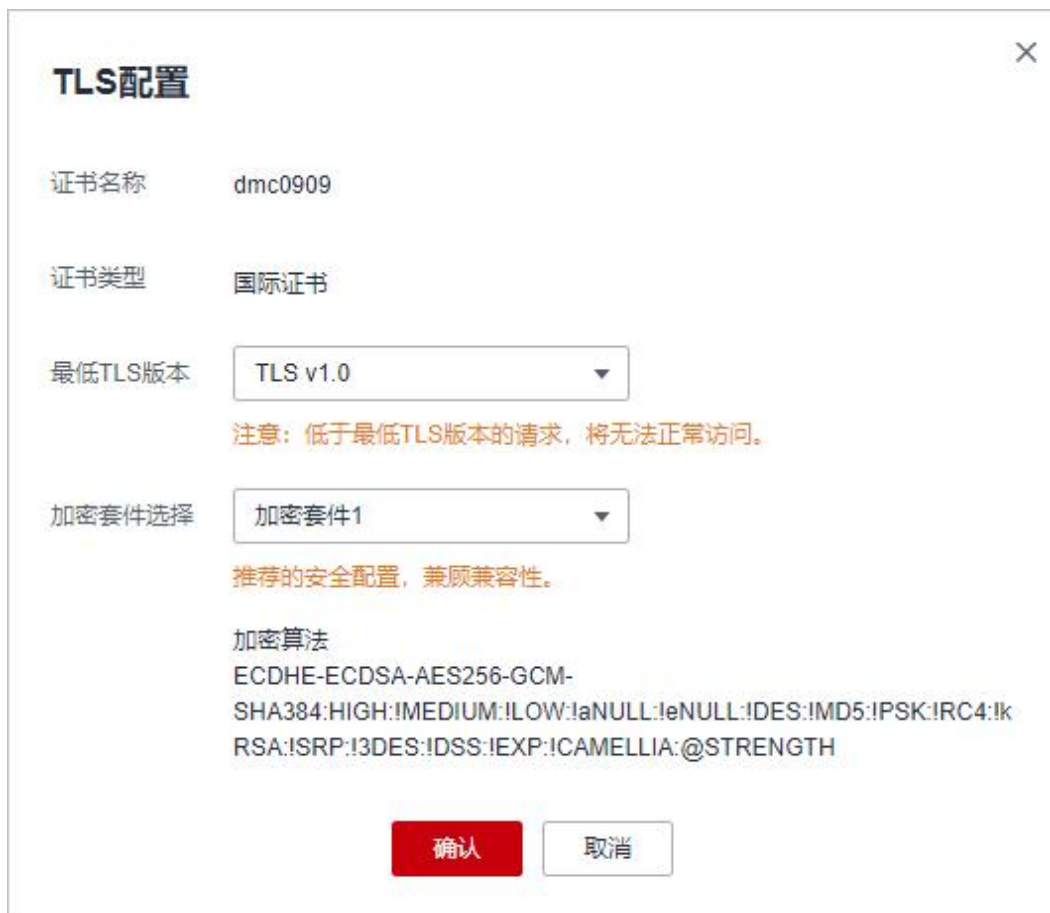 TLS配置
证书名称 dmc0909
证书类型 国际证书
最低TLS版本 TLS v1.0
注意：低于最低TLS版本的请求，将无法正常访问。
加密套件选择 加密套件1
推荐的安全配置，兼顾兼容性。
加密算法
ECDHE-ECDSA-AES256-GCM-
SHA384:HIGH:!MEDIUM:!LOW:!aNULL:!eNULL:!DES:!MD5:!PSK:!RC4:!k
RSA:!SRP:!3DES:!DSS:!EXP:!CAMELLIA:@STRENGTH
确认 取消